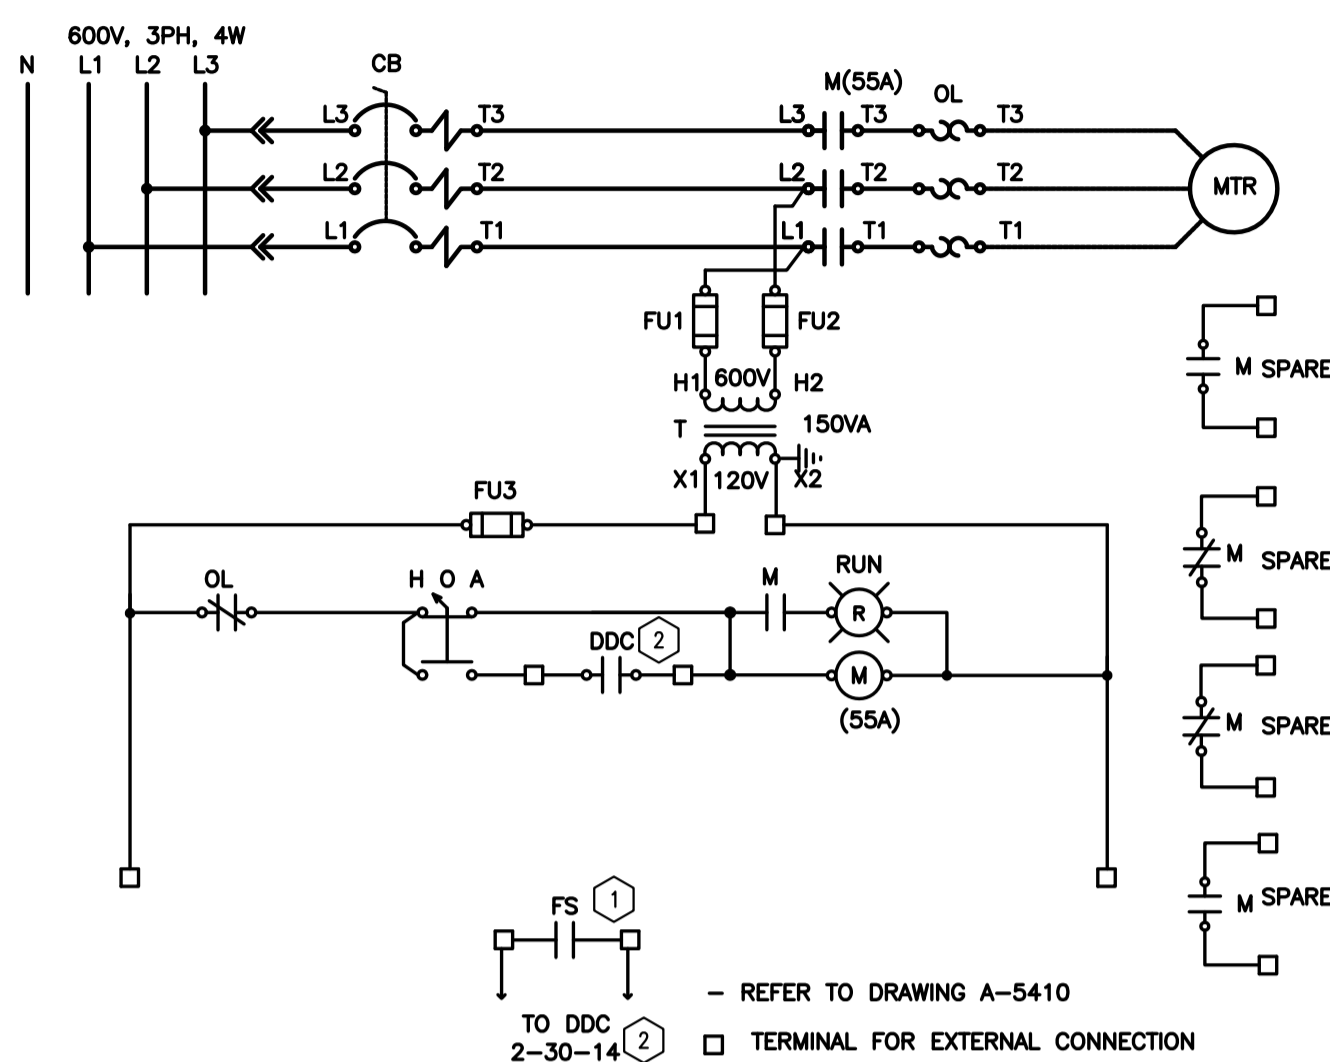 600V, 3PH, 4W
N L1 L2 L3 CB
M(55A) OL
L3 T3 L3 T3 T3
L2 T2 L2 T2 T2
MTR
L1 T1 L1 T1 T1
FU1 FU2
H1 600V H2
M SPARE
T 150VA
X1 120V X2
FU3
M SPARE
OL H O A M RUN
R
DDC 2
M
(55A)
M SPARE
FS 1
M SPARE
- REFER TO DRAWING A-5410
TO DDC
2-30-14 2
TERMINAL FOR EXTERNAL CONNECTION